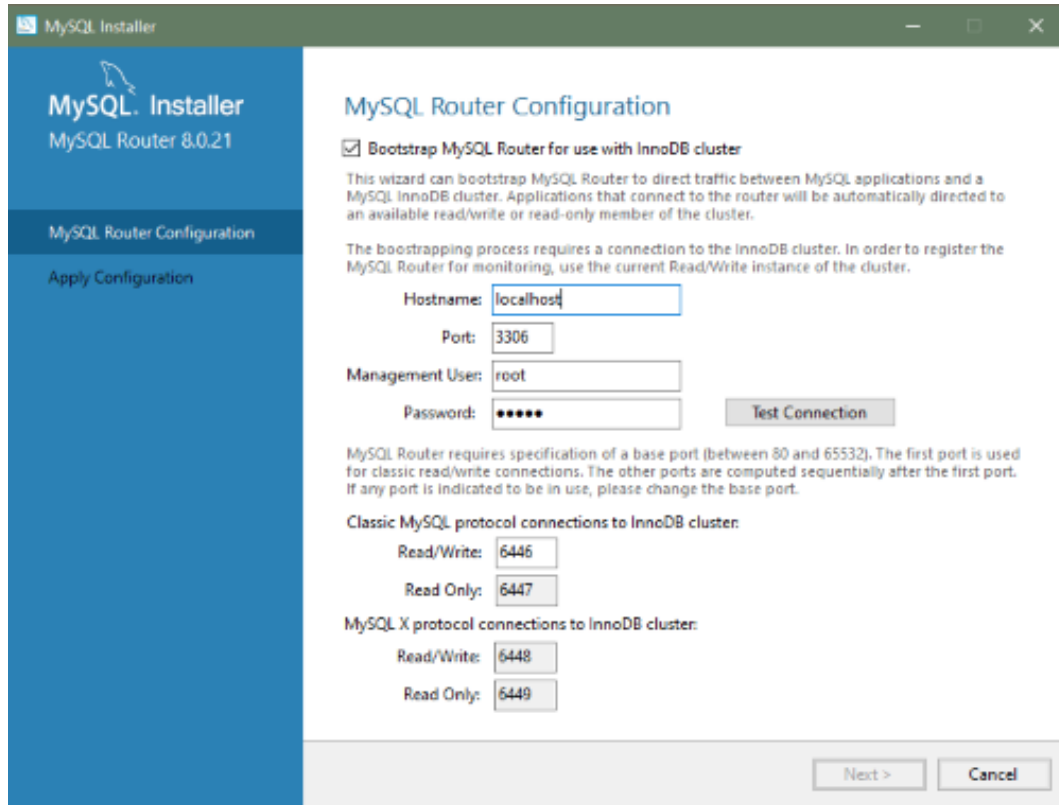 MySQL Installer
MySQL. Installer
MySQL Router 8.0.21
MySQL Router Configuration
Apply Configuration
MySQL Router Configuration
Bootstrap MySQL Router for use with InnoDB cluster
This wizard can bootstrap MySQL Router to direct traffic between MySQL applications and a
MySQL InnoDB cluster. Applications that connect to the router will be automatically directed to
an available read/write or read-only member of the cluster.
The boostrapping process requires a connection to the InnoDB cluster. In order to register the
MySQL Router for monitoring, use the current Read/Write instance of the cluster.
Hostname: localhost
Port: 3306
Management User: root
Password: ●●●●● Test Connection
MySQL Router requires specification of a base port (between 80 and 65532). The first port is used
for classic read/write connections. The other ports are computed sequentially after the first port.
If any port is indicated to be in use, please change the base port.
Classic MySQL protocol connections to InnoDB cluster:
Read/Write: 6446
Read Only: 6447
MySQL X protocol connections to InnoDB cluster:
Read/Write: 6448
Read Only: 6449
Next > Cancel